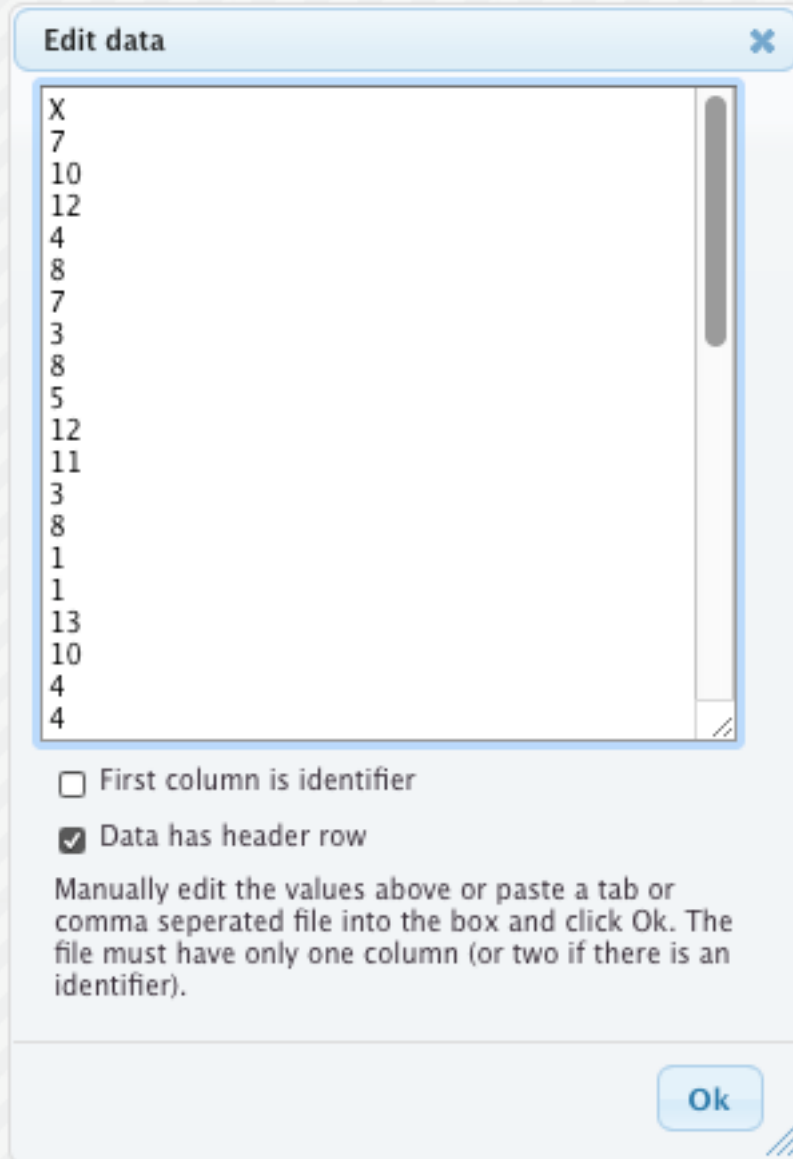 Edit data
X
7
10
12
4
8
7
3
8
5
12
11
3
8
1
1
13
10
4
4
First column is identifier
Data has header row
Manually edit the values above or paste a tab or
comma seperated file into the box and click Ok. The
file must have only one column (or two if there is an
identifier).
Ok